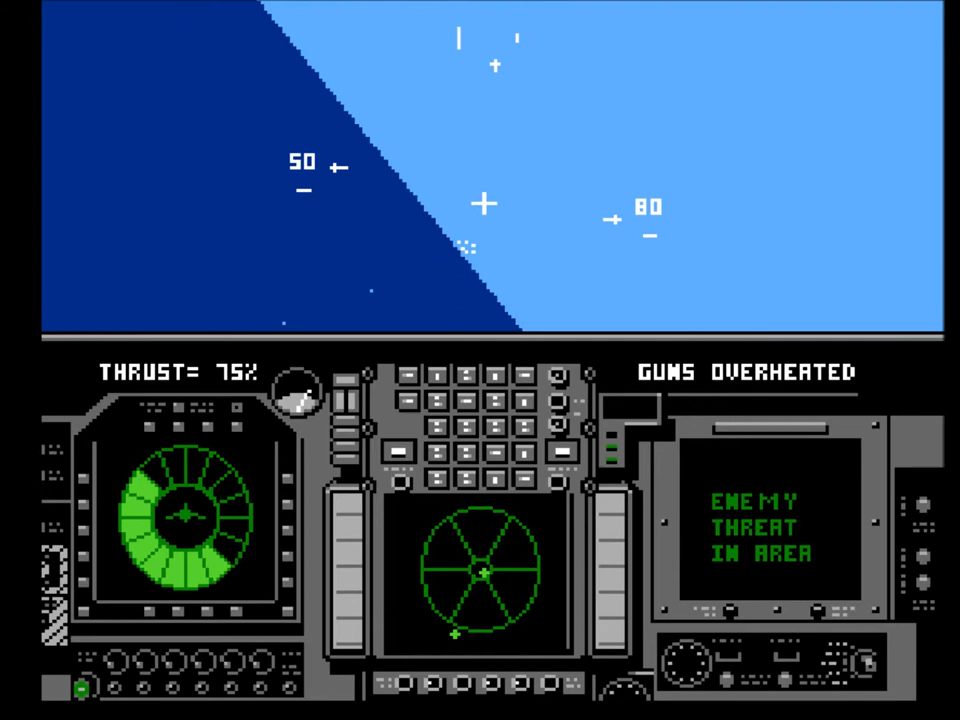 50
80
THRUST= 75%
GUNS OVERHEATED
ENEMY
THREAT
IN AREA